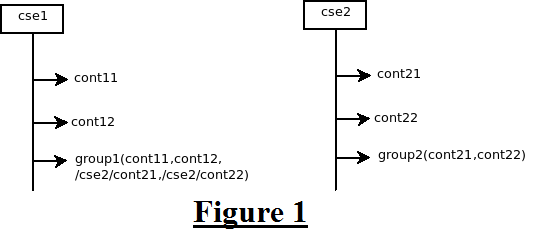 cse1
cont11
cont12
group1(cont11,cont12,
/cse2/cont21,/cse2/cont22)
cse2
cont21
cont22
group2(cont21,cont22)
Figure 1